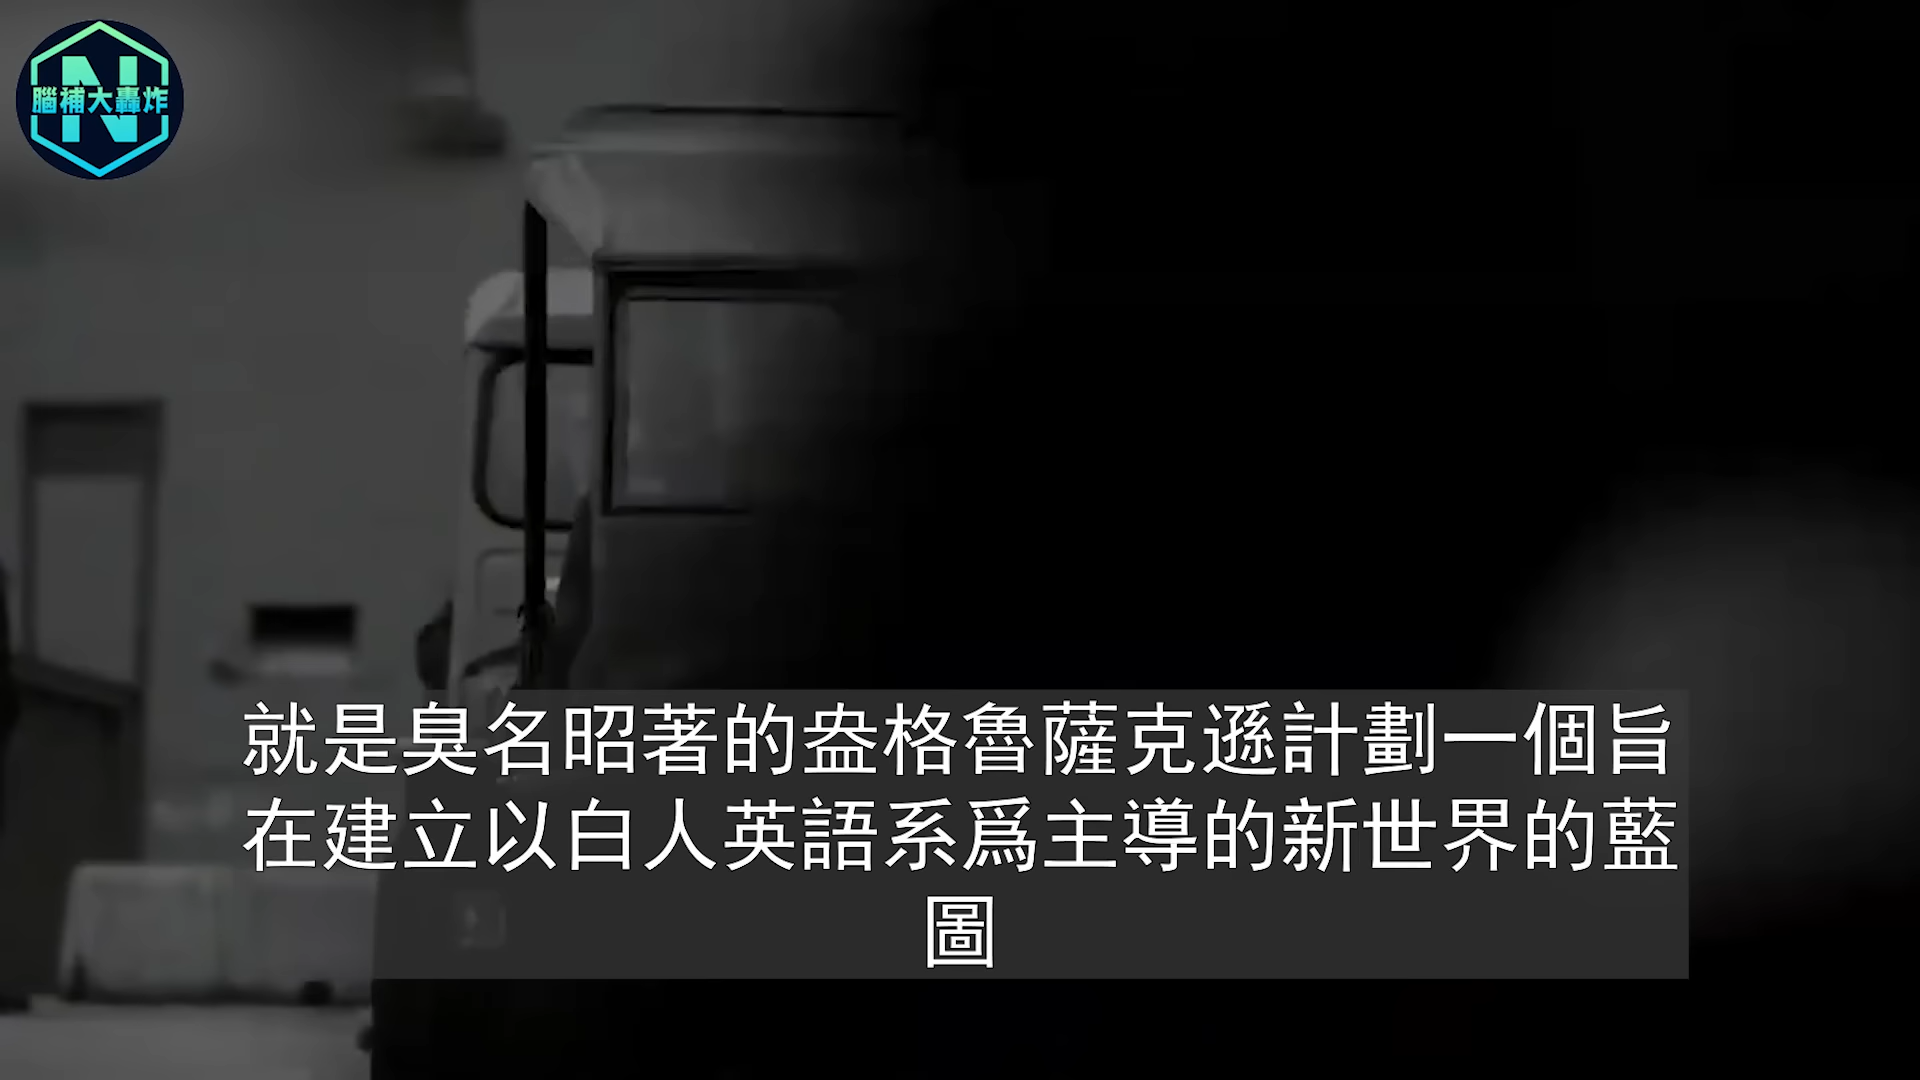 腦補大轟炸
N
就是臭名昭著的盎格魯薩克遜計劃一個旨
在建立以白人英語系爲主導的新世界的藍
圖